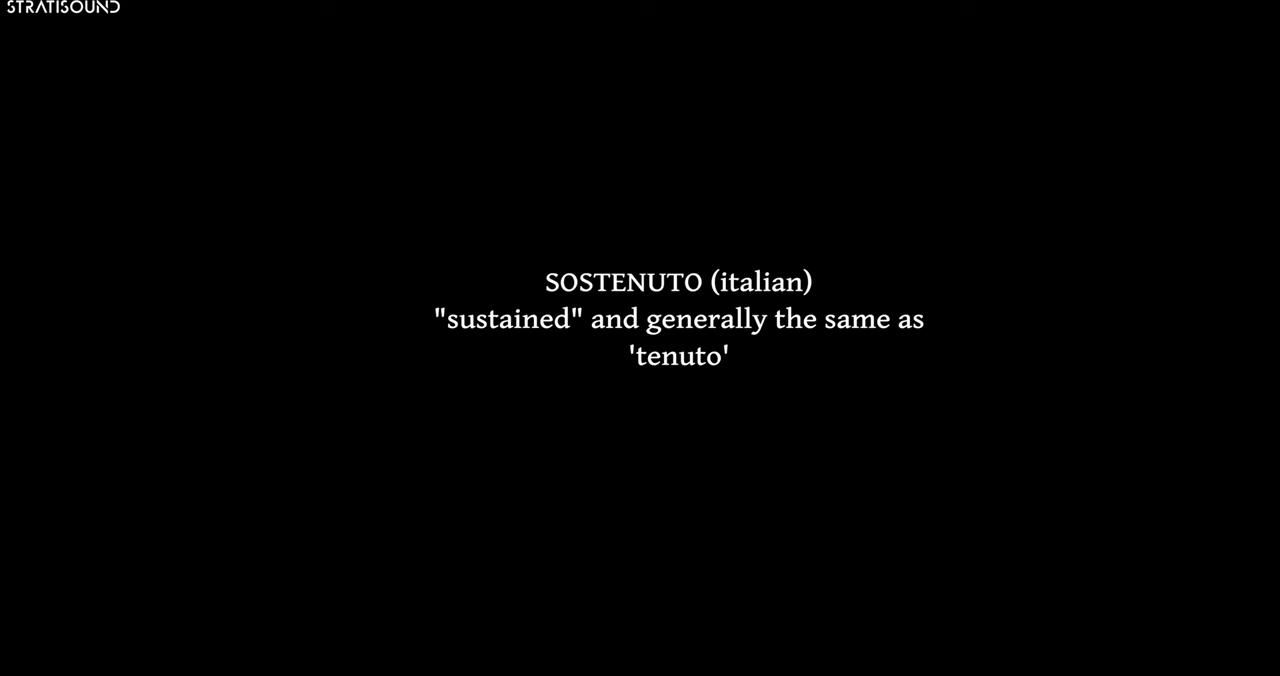 STRATISOUND
SOSTENUTO (italian)
"sustained" and generally the same as
'tenuto'